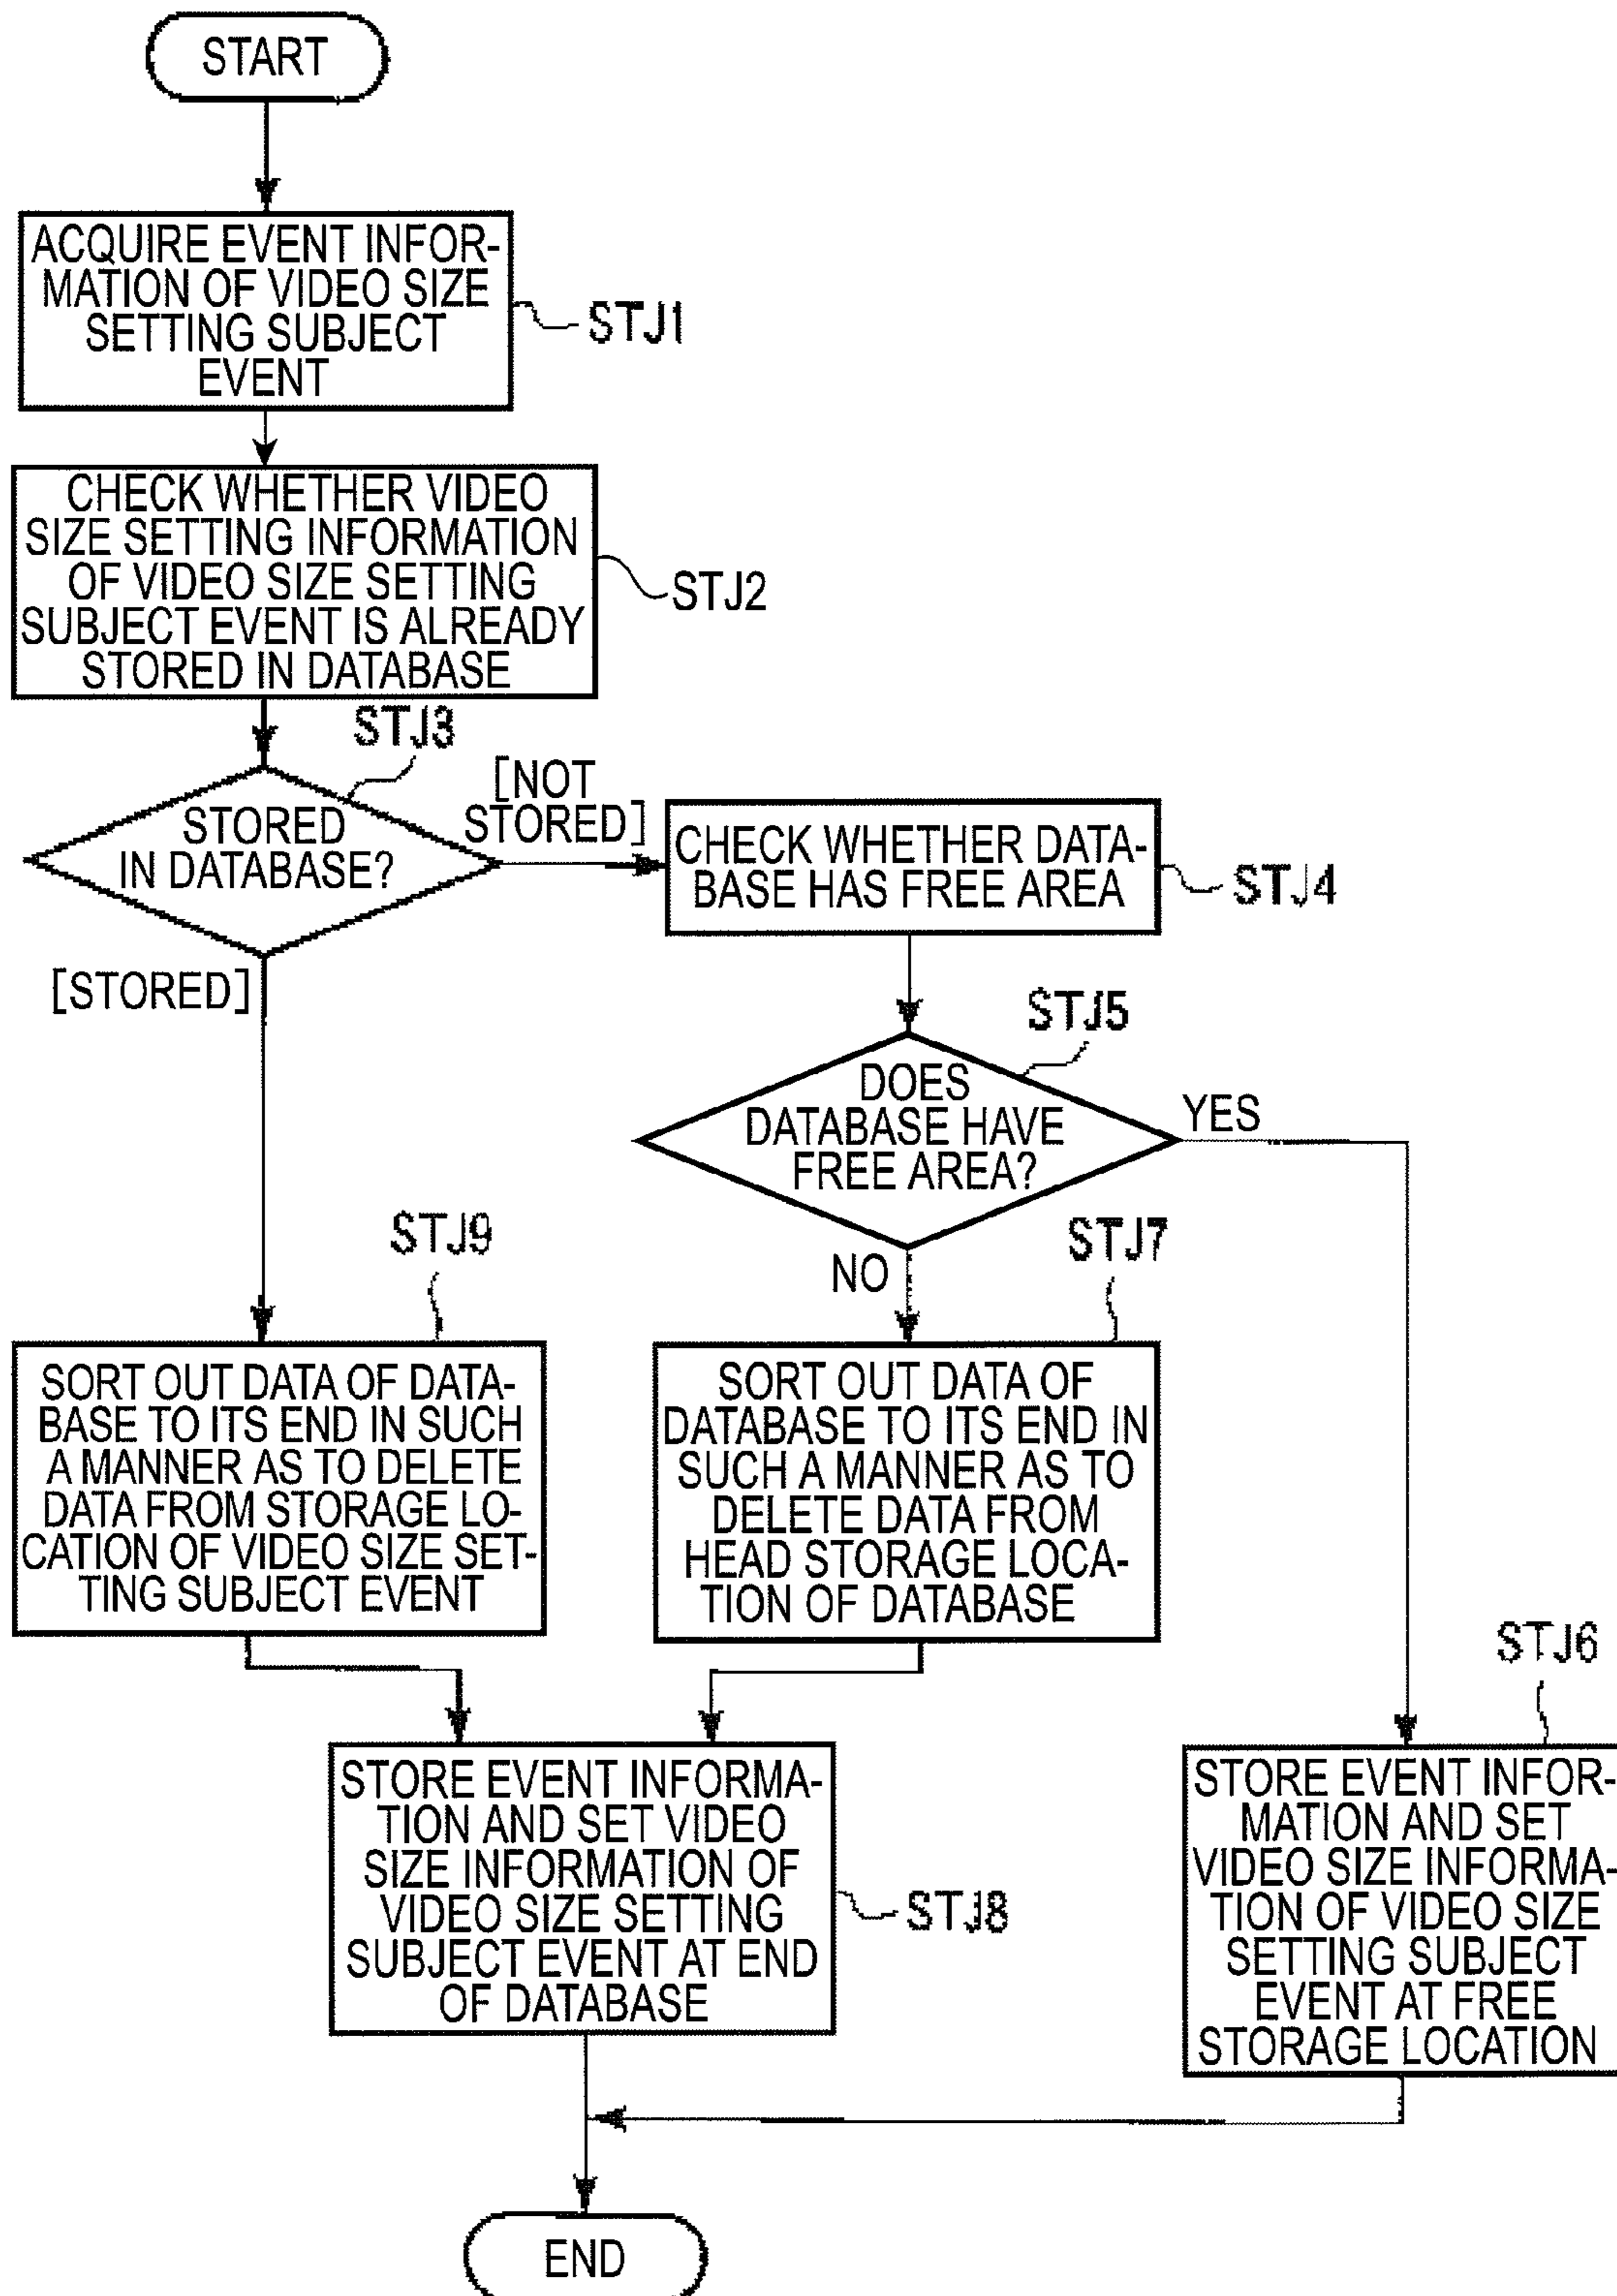 START
ACQUIRE EVENT INFOR-
MATION OF VIDEO SIZE
SETTING SUBJECT
EVENT
STJ1
CHECK WHETHER VIDEO
SIZE SETTING INFORMATION
OF VIDEO SIZE SETTING
SUBJECT EVENT IS ALREADY
STORED IN DATABASE
STJ2
STJ3
STORED
IN DATABASE?
[NOT
STORED]
[STORED]
CHECK WHETHER DATA-
BASE HAS FREE AREA
STJ4
STJ5
DOES
DATABASE HAVE
FREE AREA?
YES
NO
STJ9
SORT OUT DATA OF DATA-
BASE TO ITS END IN SUCH
A MANNER AS TO DELETE
DATA FROM STORAGE LO-
CATION OF VIDEO SIZE SET-
TING SUBJECT EVENT
STJ7
SORT OUT DATA OF
DATABASE TO ITS END IN
SUCH A MANNER AS TO
DELETE DATA FROM
HEAD STORAGE LOCA-
TION OF DATABASE
STJ6
STORE EVENT INFOR-
MATION AND SET
VIDEO SIZE INFORMA-
TION OF VIDEO SIZE
SETTING SUBJECT
EVENT AT FREE
STORAGE LOCATION
STORE EVENT INFORMA-
TION AND SET VIDEO
SIZE INFORMATION OF
VIDEO SIZE SETTING
SUBJECT EVENT AT END
OF DATABASE
STJ8
END